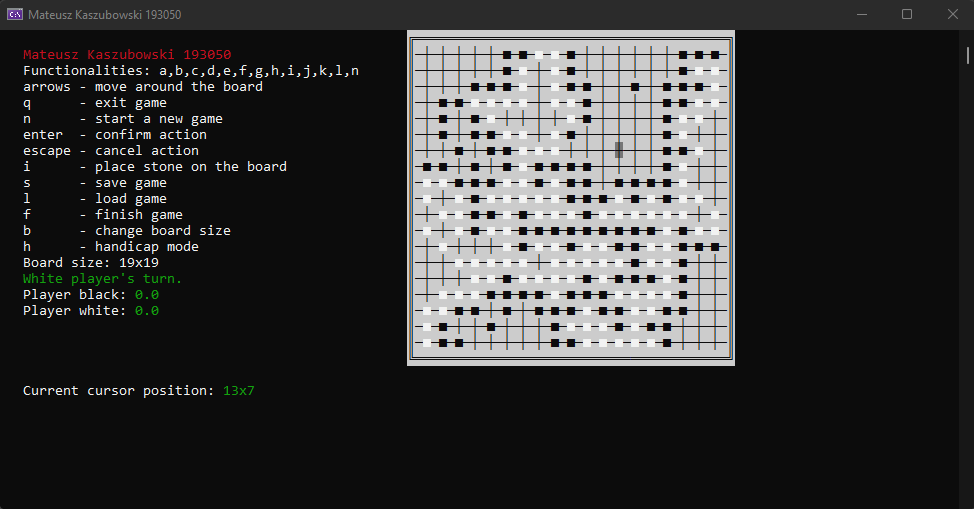 Mateusz Kaszubowski 193050
Mateusz Kaszubowski 193050
Functionalities: a,b,c,d,e,f,g,h,i,j,k,l,n
arrows - move around the board
q      - exit game
n      - start a new game
enter  - confirm action
escape - cancel action
i      - place stone on the board
s      - save game
l      - load game
f      - finish game
b      - change board size
h      - handicap mode
Board size: 19x19
White player's turn.
Player black: 0.0
Player white: 0.0
Current cursor position: 13x7